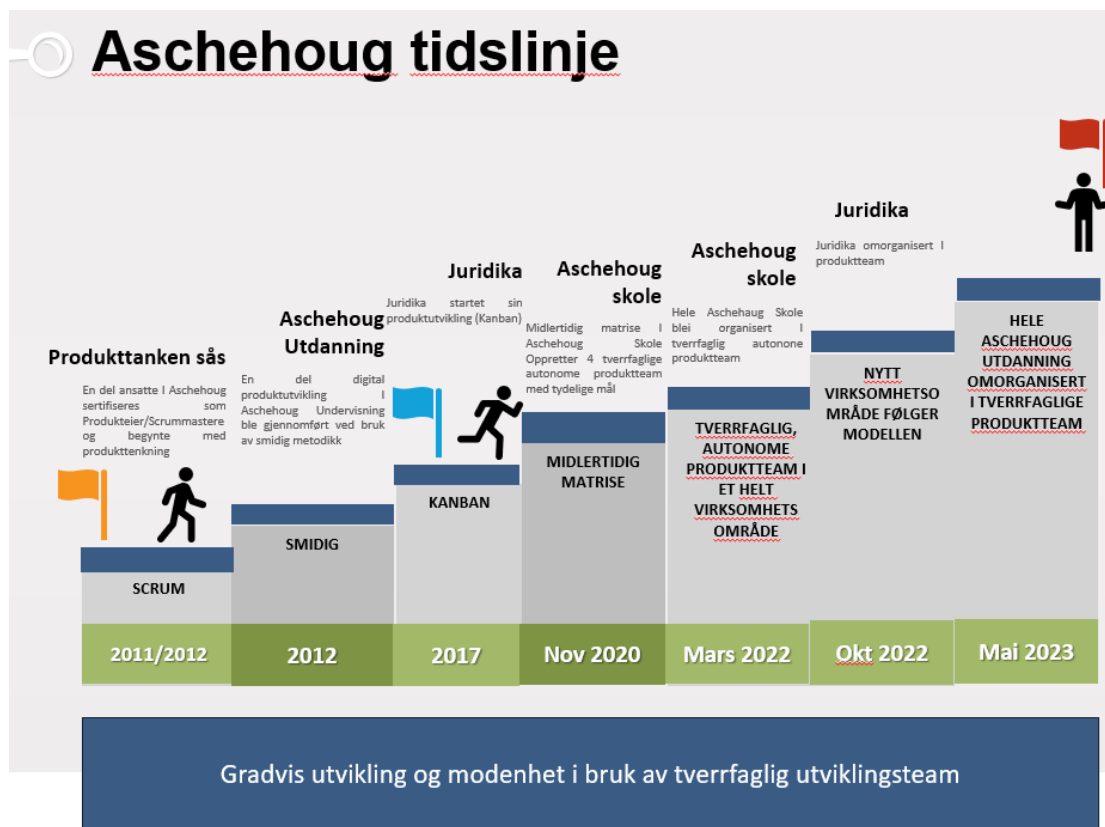 Aschehoug tidslinje
Produkttanken sås
En del ansatte I Aschehoug
sertifiseres som
Produkteier/Scrummastere
og begynte med
produkttenkning
SCRUM
2011/2012
Aschehoug
Utdanning
En del digital
produktutvikling I
Aschehoug Undervisning
ble gjennomført ved bruk
av smidig metodikk
SMIDIG
2012
Juridika
Juridika startet sin
produktutvikling (Kanban)
KANBAN
2017
Aschehoug
skole
Midlertidig matrise I
Aschehoug Skole
Oppretter 4 tverrfaglige
autonome produktteam
med tydelige mål
MIDLERTIDIG
MATRISE
Nov 2020
Aschehoug
skole
Hele Aschehaug Skole
blei organisert I
tverrfaglig autonone
produktteam
TVERRFAGLIG,
AUTONOME
PRODUKTTEAM I
ET HELT
VIRKSOMHETS
OMRÅDE
Mars 2022
Juridika
Juridika omorganisert I
produktteam
NYTT
VIRKSOMHETSO
MRÅDE FØLGER
MODELLEN
Okt 2022
HELE
ASCHEHOUG
UTDANNING
OMORGANISERT
I TVERRFAGLIGE
PRODUKTTEAM
Mai 2023
Gradvis utvikling og modenhet i bruk av tverrfaglig utviklingsteam